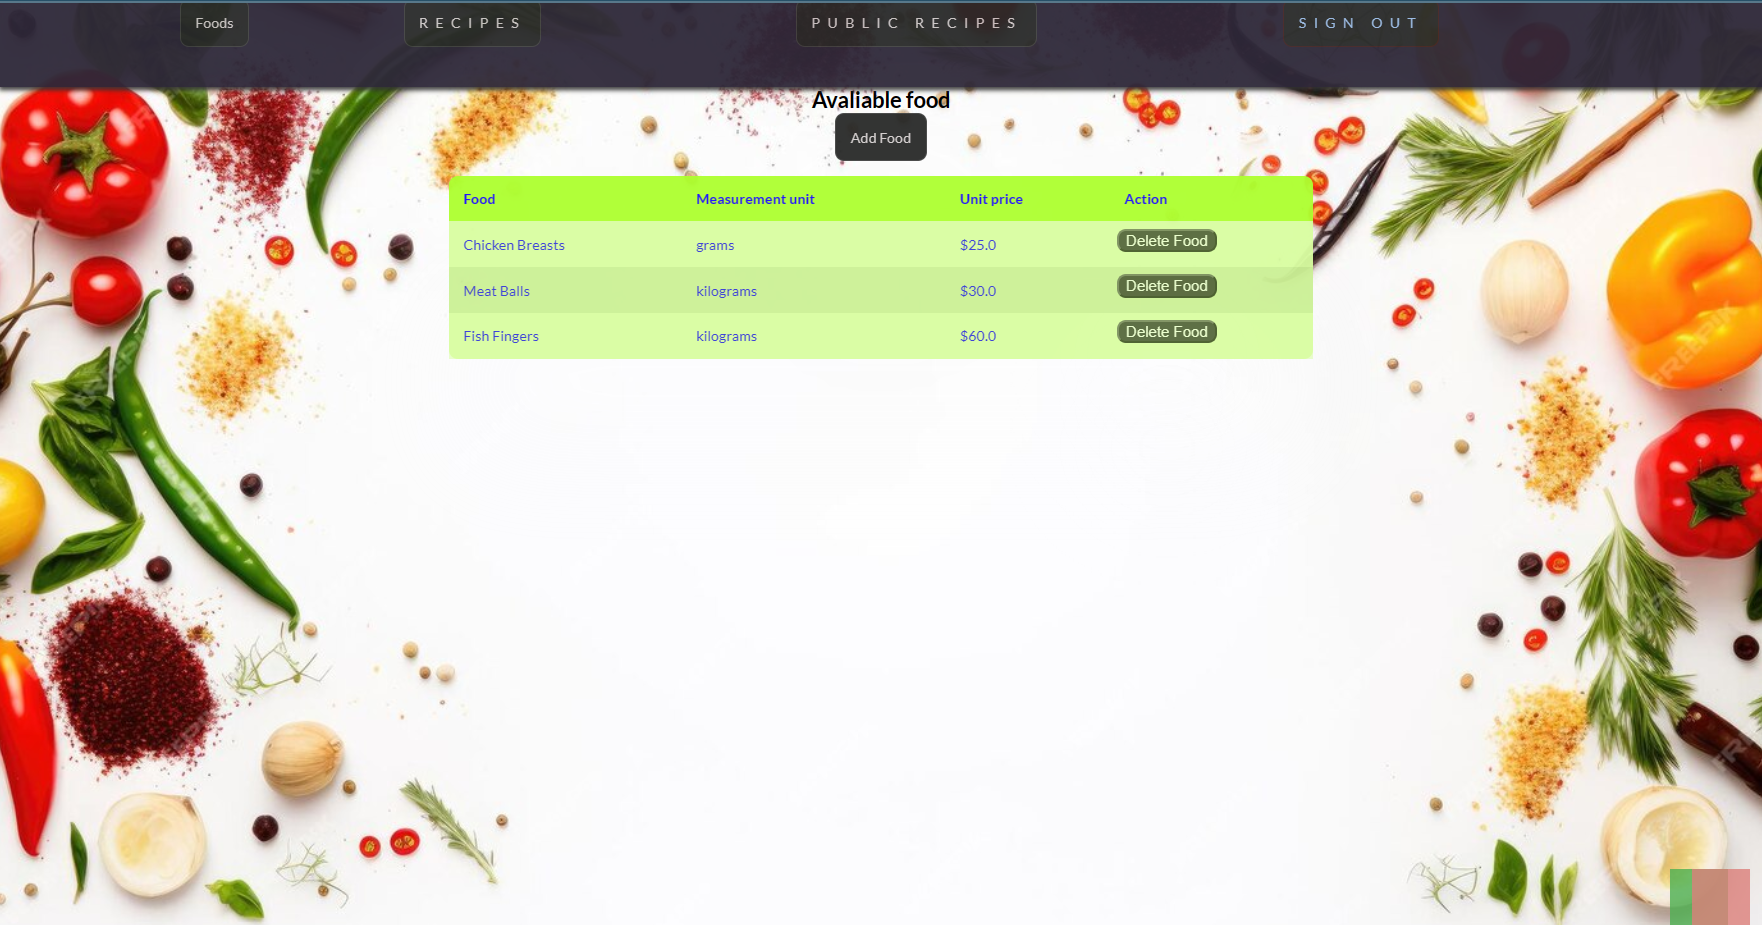 Foods RECIPES PUBLIC RECIPES SIGN OUT
Avaliable food
Add Food
Food Measurement unit Unit price Action
Chicken Breasts grams $25.0 Delete Food
Meat Balls kilograms $30.0 Delete Food
Fish Fingers kilograms $60.0 Delete Food